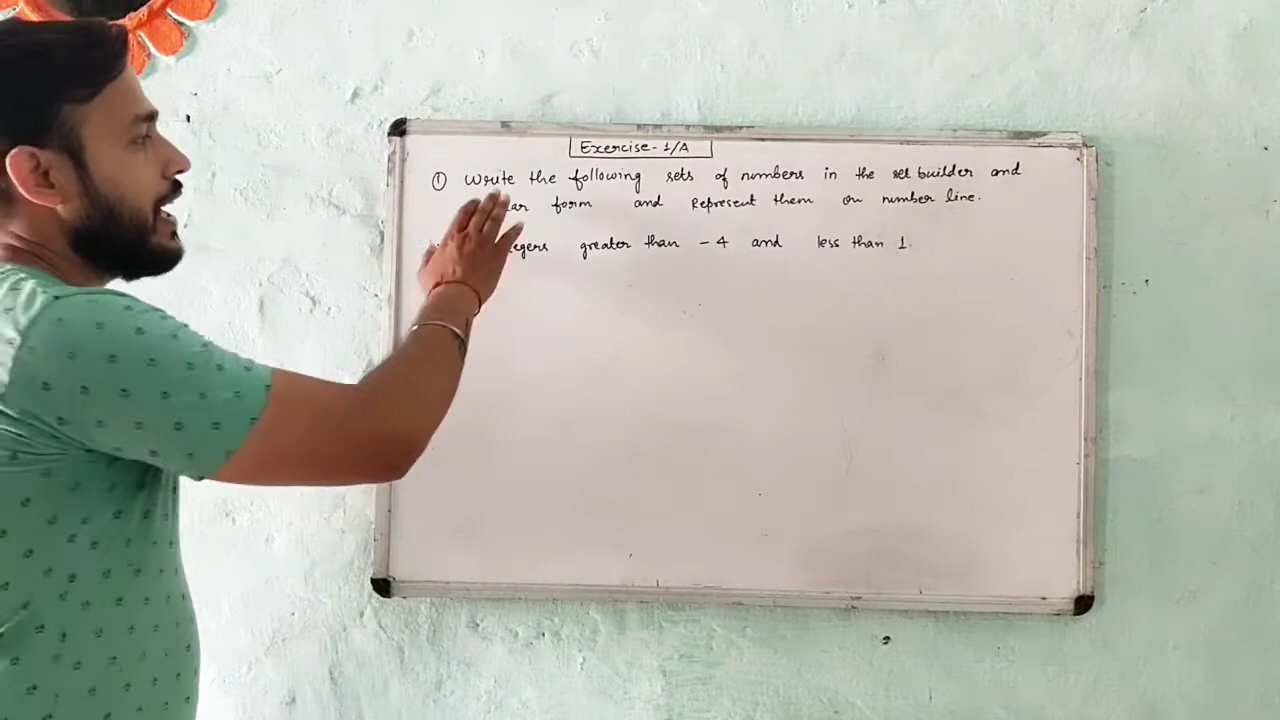 Exercise-1/A
① Write the following sets of numbers in the set builder and
form and Represent them on number line.
greater than - 4 and less than 1.